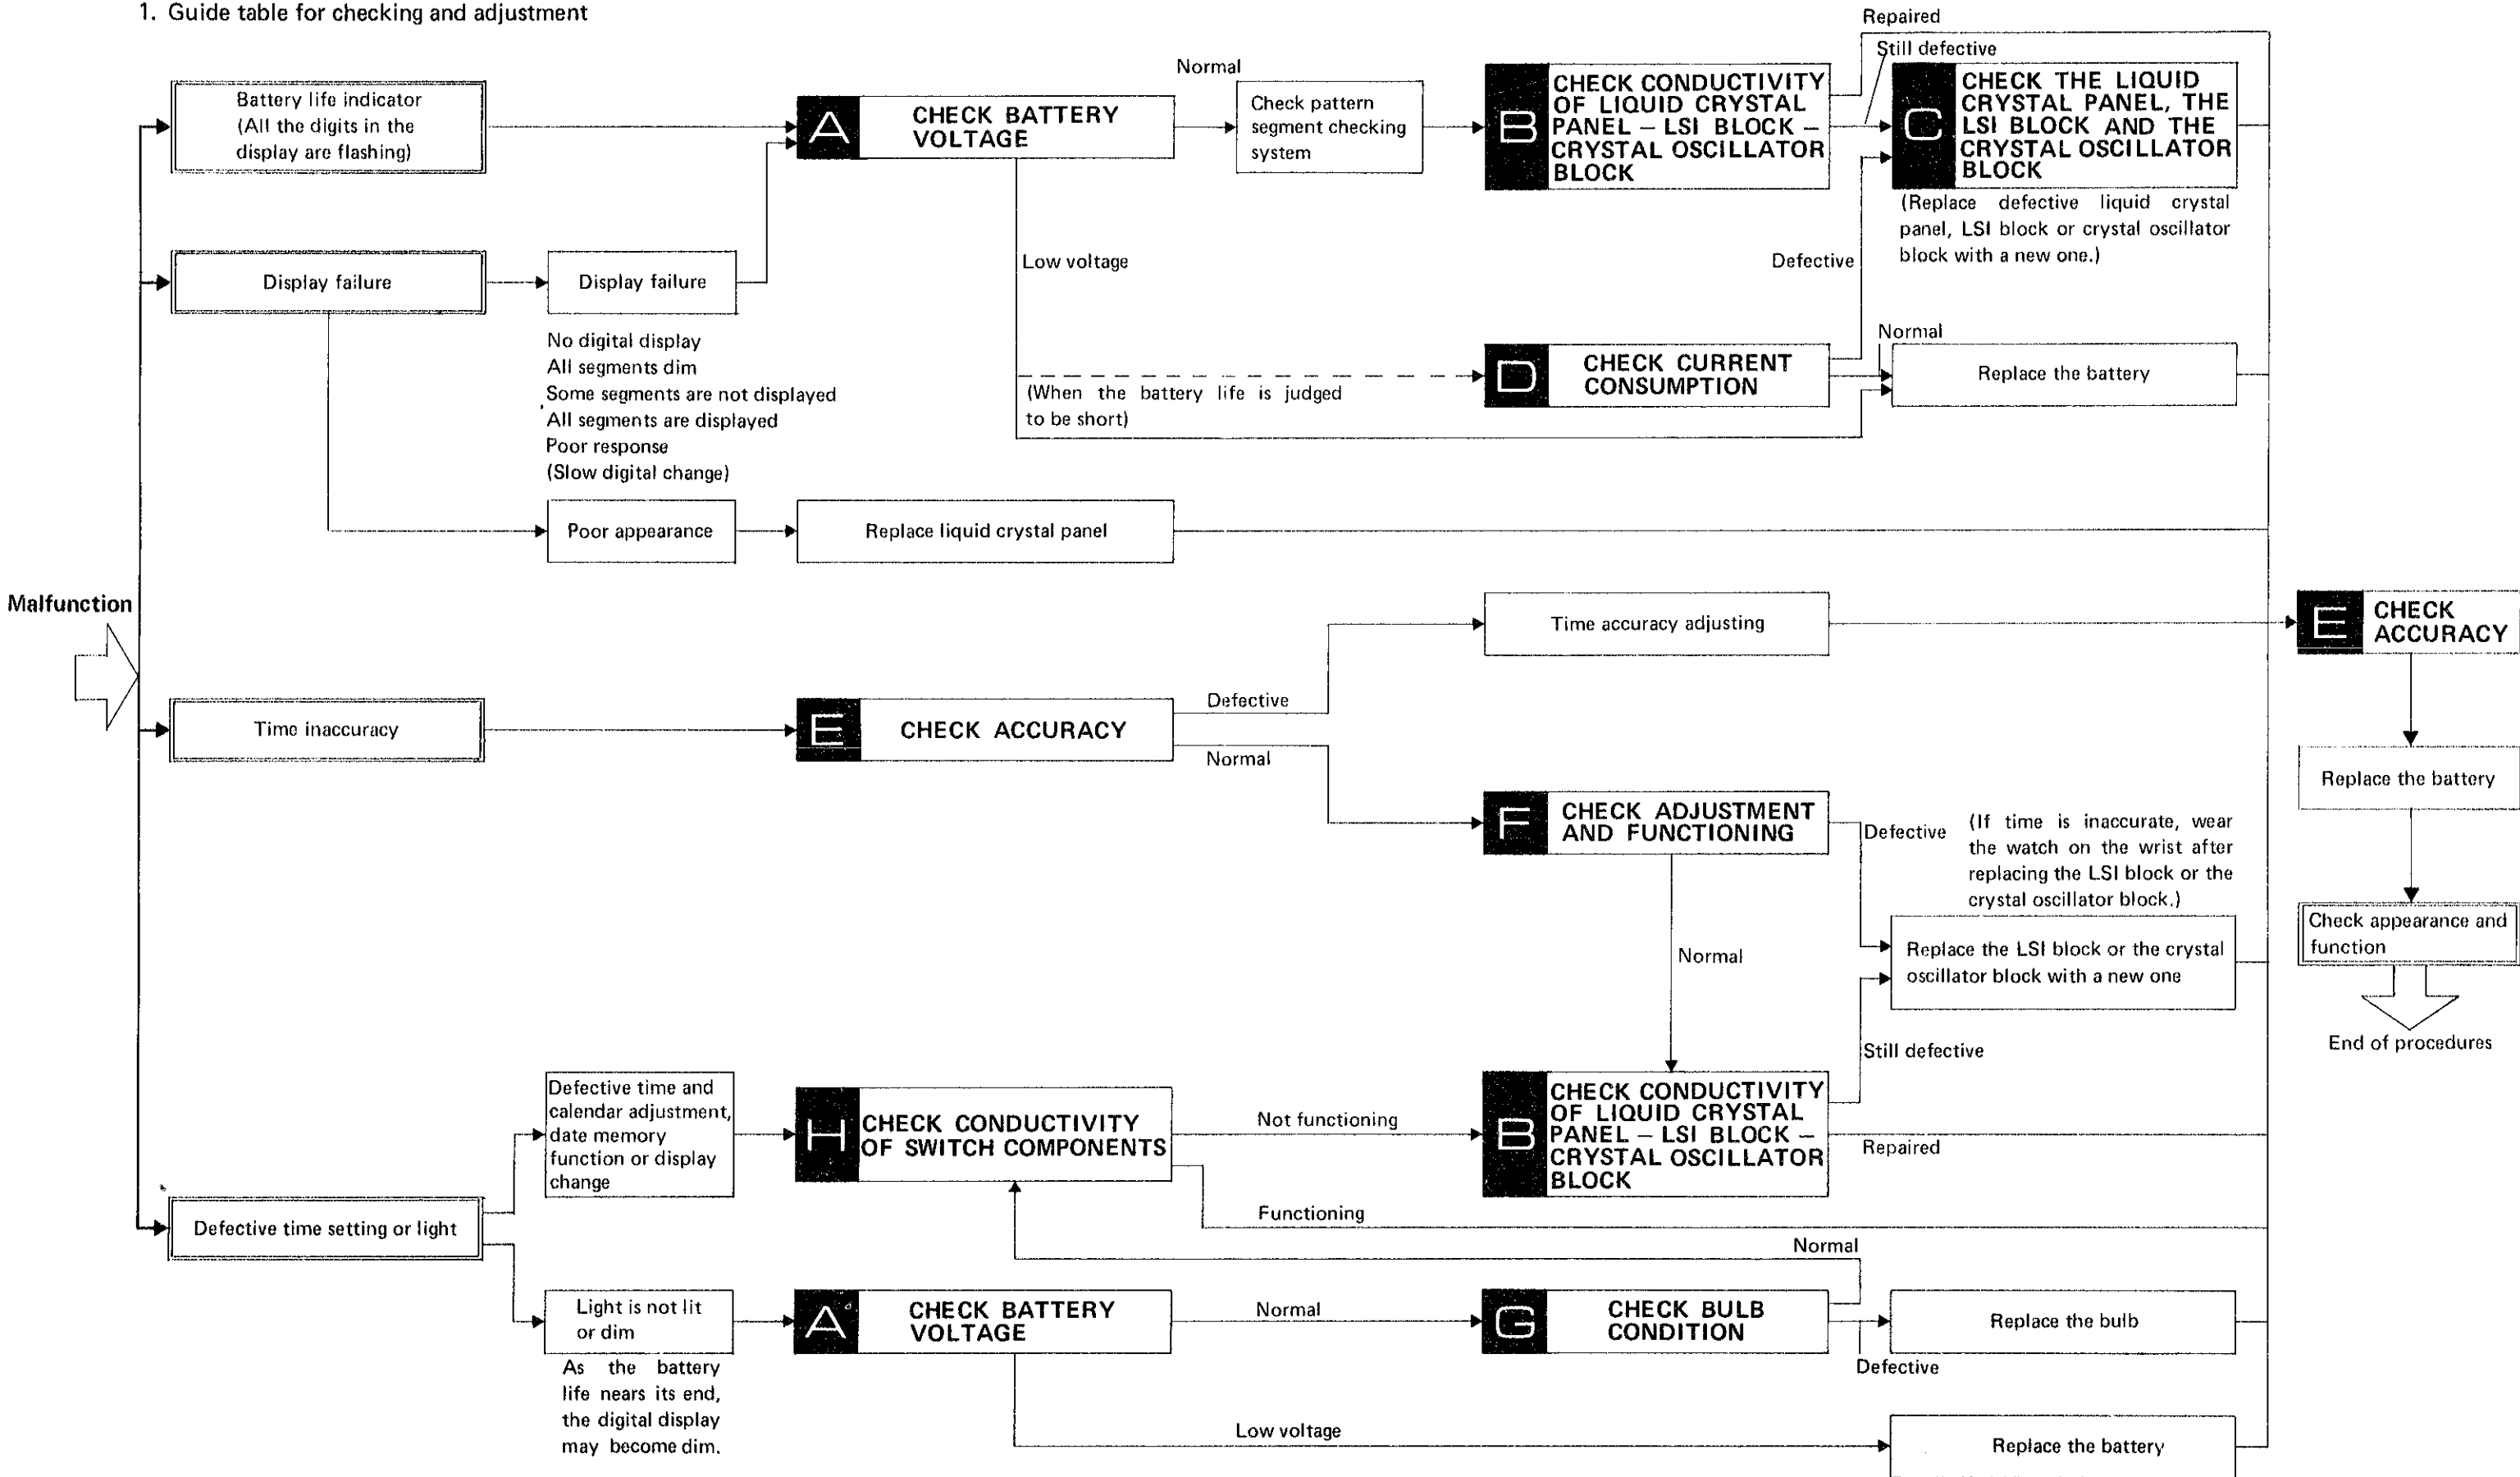 1. Guide table for checking and adjustment
Battery life indicator
(All the digits in the
display are flashing)
A
CHECK BATTERY
VOLTAGE
Normal
Check pattern
segment checking
system
B
CHECK CONDUCTIVITY
OF LIQUID CRYSTAL
PANEL – LSI BLOCK –
CRYSTAL OSCILLATOR
BLOCK
Repaired
Still defective
C
CHECK THE LIQUID
CRYSTAL PANEL, THE
LSI BLOCK AND THE
CRYSTAL OSCILLATOR
BLOCK
(Replace defective liquid crystal
panel, LSI block or crystal oscillator
block with a new one.)
Display failure
Display failure
No digital display
All segments dim
Some segments are not displayed
All segments are displayed
Poor response
(Slow digital change)
Low voltage
(When the battery life is judged
to be short)
D
CHECK CURRENT
CONSUMPTION
Defective
Normal
Replace the battery
Poor appearance
Replace liquid crystal panel
Malfunction
Time inaccuracy
E
CHECK ACCURACY
Defective
Normal
Time accuracy adjusting
F
CHECK ADJUSTMENT
AND FUNCTIONING
Defective
(If time is inaccurate, wear
the watch on the wrist after
replacing the LSI block or the
crystal oscillator block.)
Normal
Replace the LSI block or the crystal
oscillator block with a new one
Still defective
E
CHECK
ACCURACY
Replace the battery
Check appearance and
function
End of procedures
Defective time setting or light
Defective time and
calendar adjustment,
date memory
function or display
change
H
CHECK CONDUCTIVITY
OF SWITCH COMPONENTS
Not functioning
Functioning
B
CHECK CONDUCTIVITY
OF LIQUID CRYSTAL
PANEL – LSI BLOCK –
CRYSTAL OSCILLATOR
BLOCK
Repaired
Light is not lit
or dim
As the battery
life nears its end,
the digital display
may become dim.
A
CHECK BATTERY
VOLTAGE
Normal
Low voltage
G
CHECK BULB
CONDITION
Normal
Defective
Replace the bulb
Replace the battery